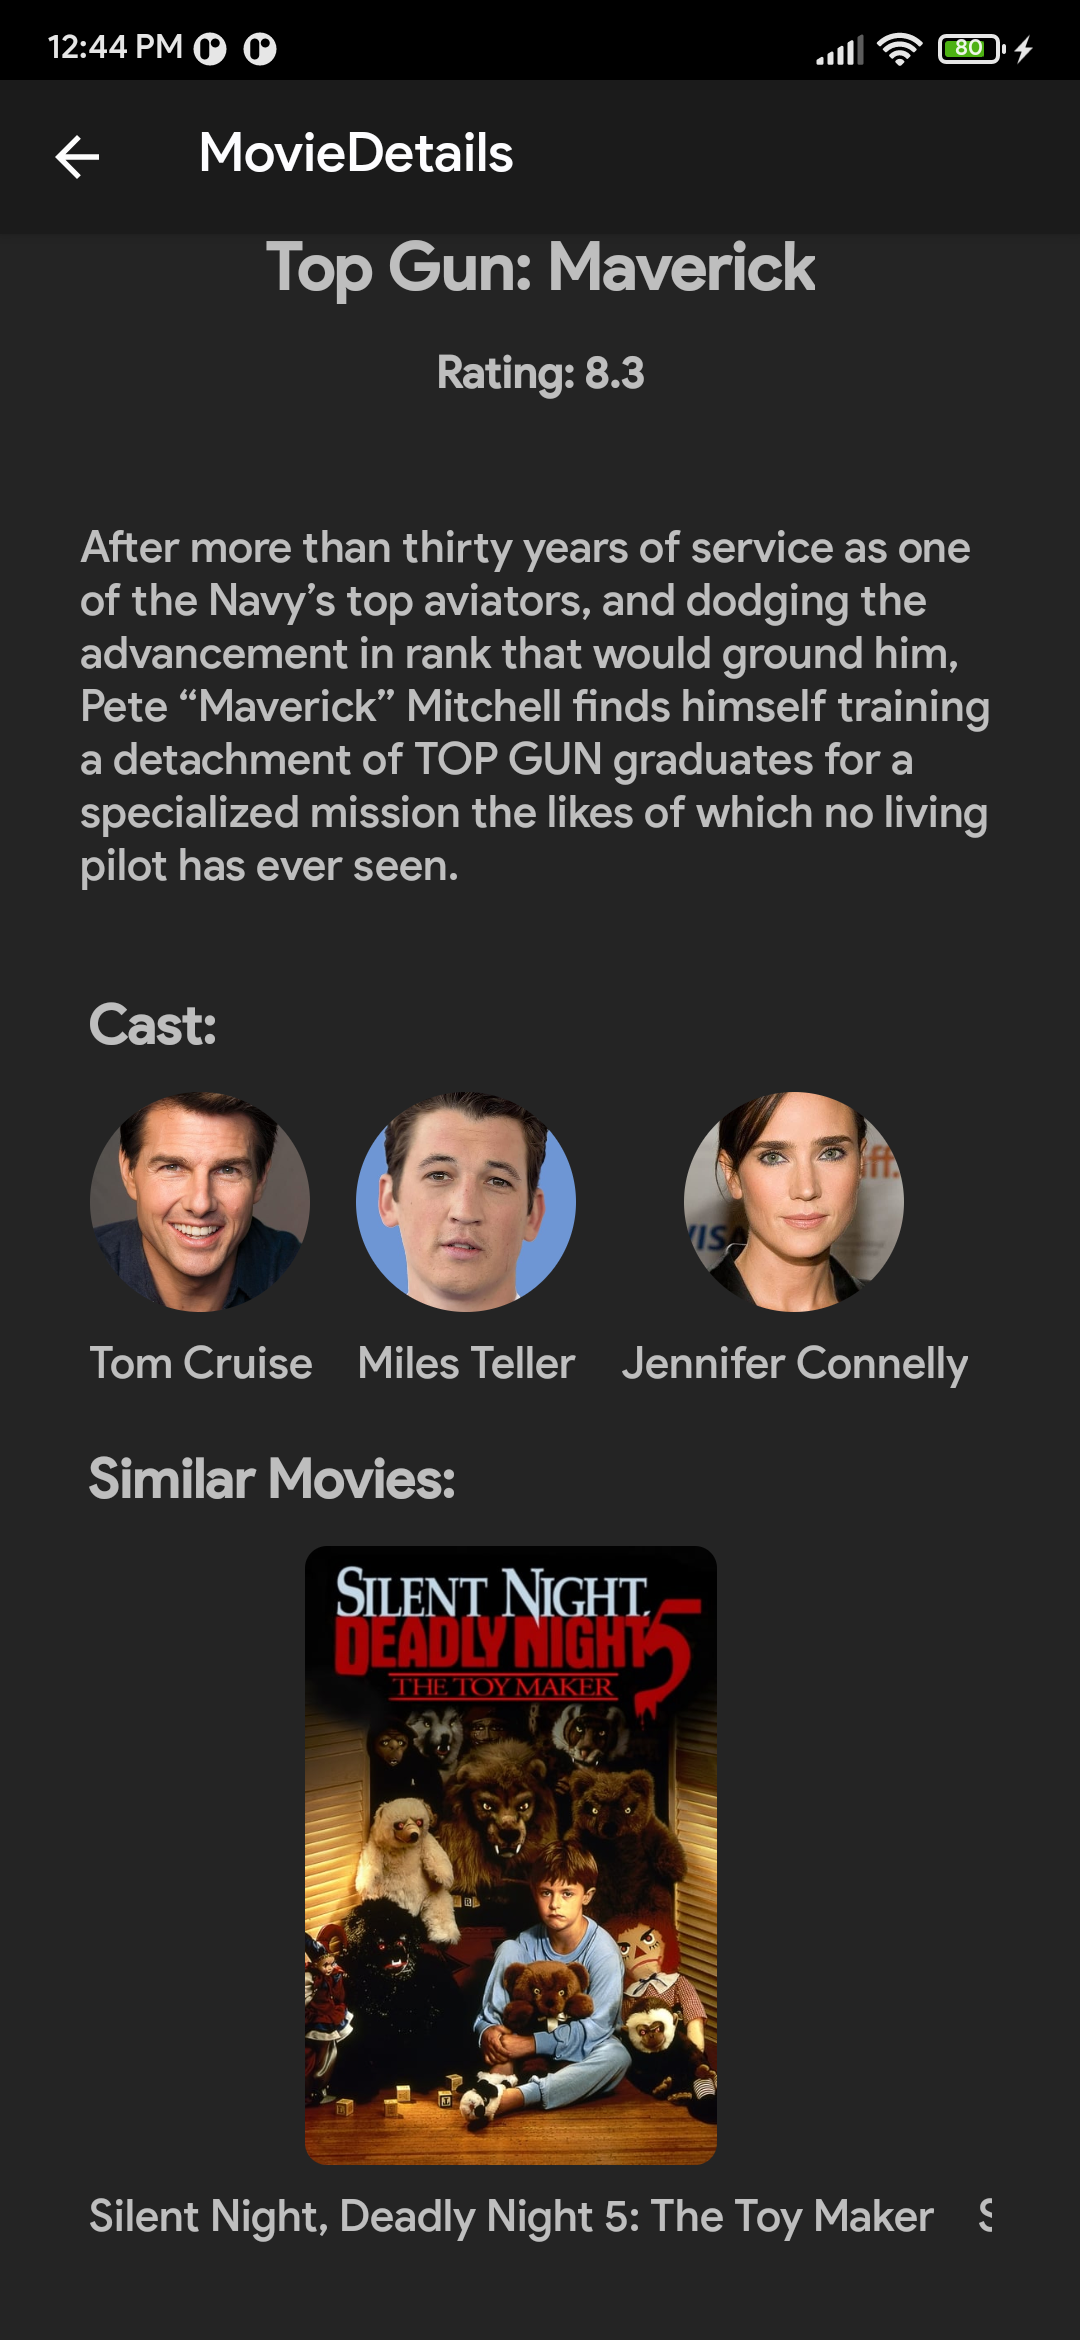 12:44 PM
80
MovieDetails
Top Gun: Maverick
Rating: 8.3
After more than thirty years of service as one
of the Navy’s top aviators, and dodging the
advancement in rank that would ground him,
Pete “Maverick” Mitchell finds himself training
a detachment of TOP GUN graduates for a
specialized mission the likes of which no living
pilot has ever seen.
Cast:
ff.
VISA
Tom Cruise Miles Teller Jennifer Connelly
Similar Movies:
SILENT NIGHT,
DEADLY NIGHT 5
THE TOY MAKER
Silent Night, Deadly Night 5: The Toy Maker S